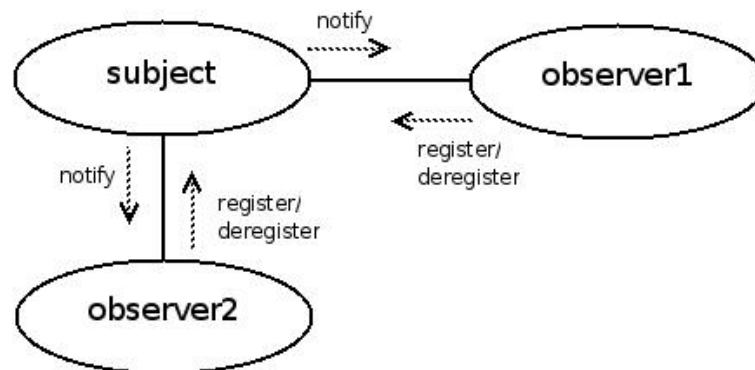 notify
subject
observer1
register/
deregister
notify
register/
deregister
observer2